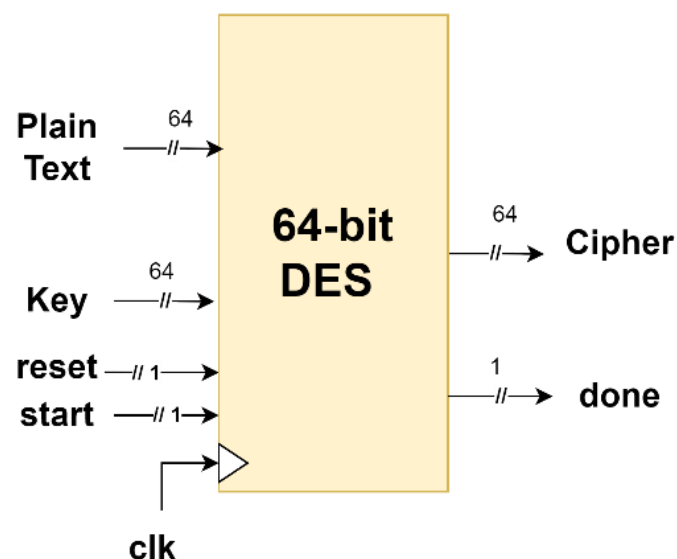 64
Plain
Text
64-bit
DES
64
Cipher
64
Key
reset
1
start
1
1
done
clk